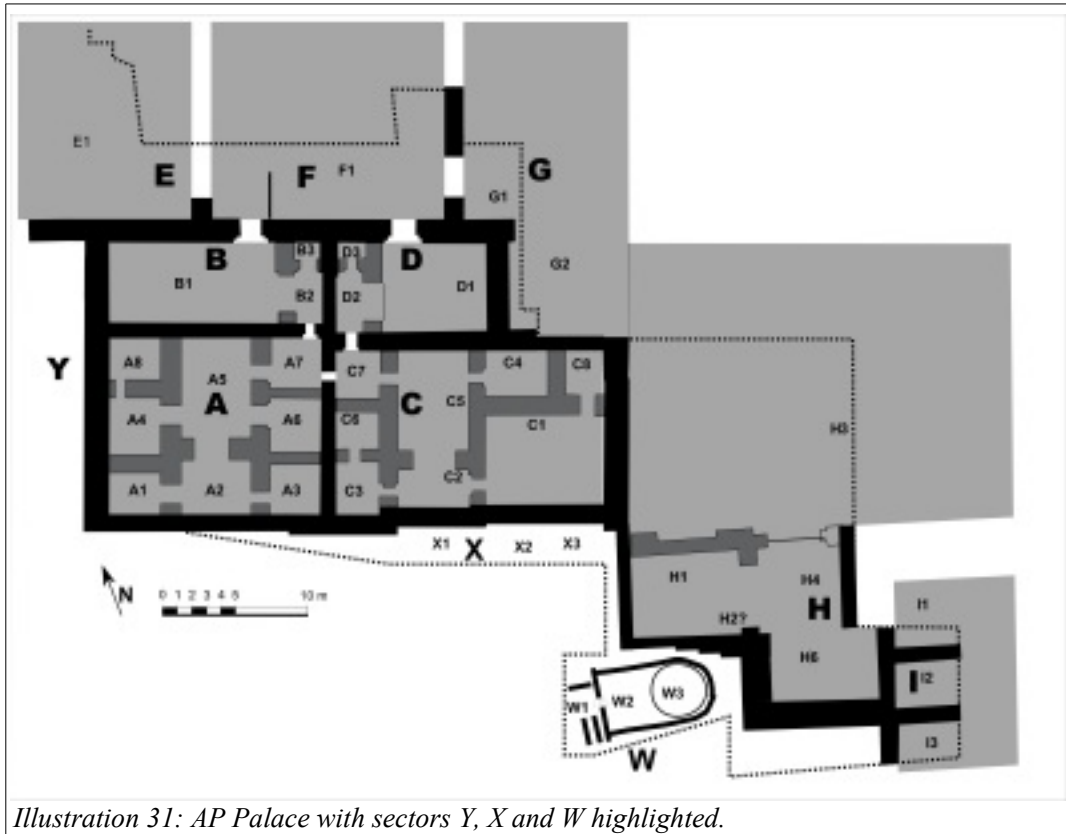 E1
E
F
F1
G
G1
G2
B
B1
B3
B2
D3
D
D2
D1
Y
A8
A5
A7
A
A4
A6
A1
A2
A3
C7
C
C5
C4
C8
C6
C1
C3
C2
H3
X1
X
X2
X3
N
0 1 2 3 4 5 10 m
H1
H4
H
H2?
H6
I1
I
I2
I3
W1
W2
W3
W
Illustration 31: AP Palace with sectors Y, X and W highlighted.